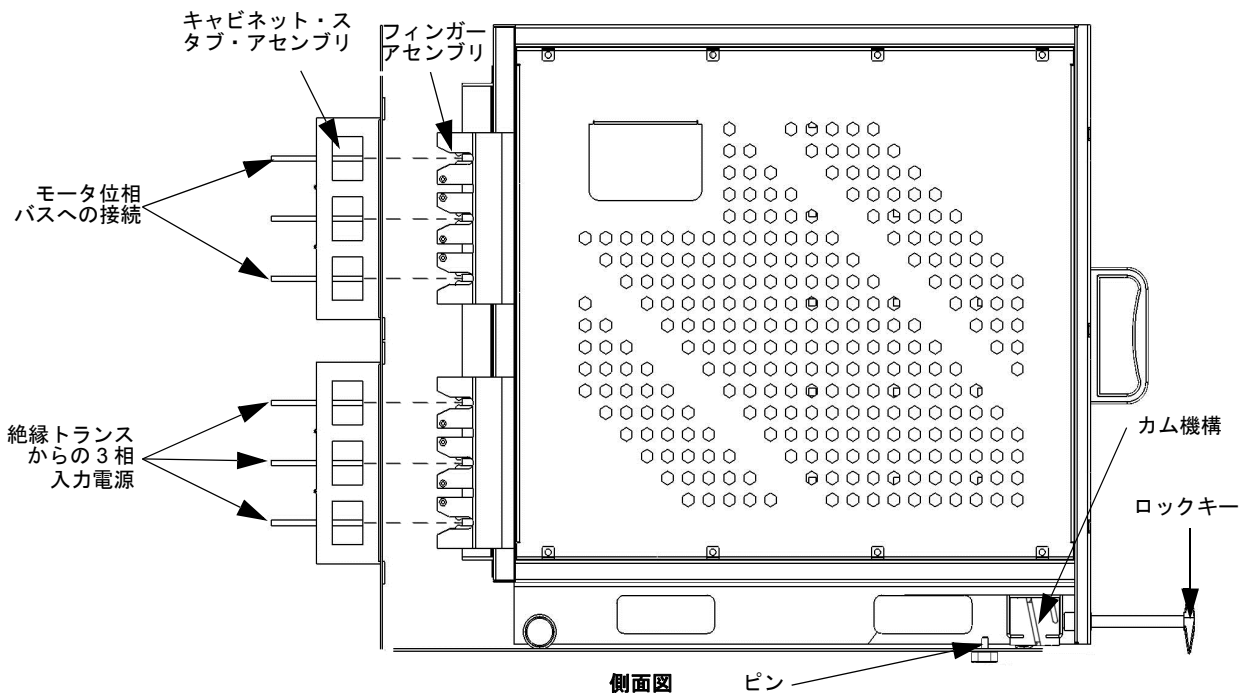 キャビネット・ス
タブ・アセンブリ
フィンガー
アセンブリ
モータ位相
バスへの接続
絶縁トランス
からの3相
入力電源
カム機構
ロックキー
側面図
ピン